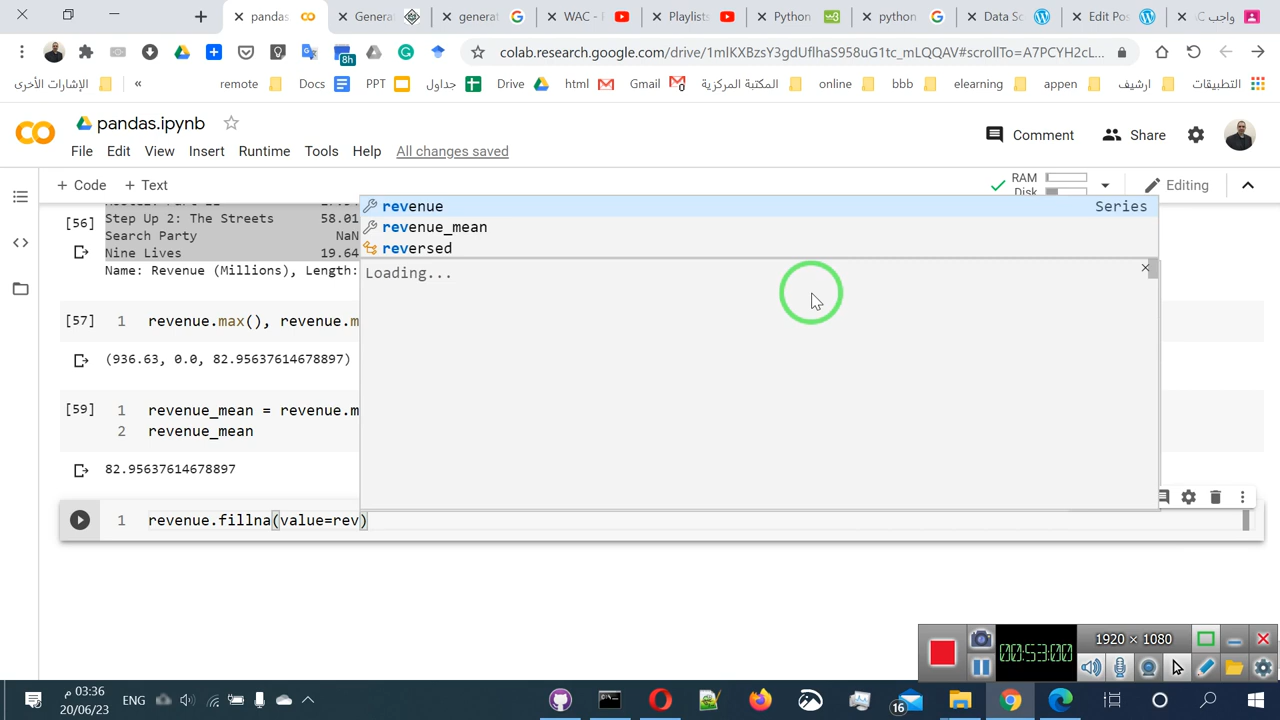 pandas
Genera
genera
WAC - F
Playlists
Python
python
Data Sc
Edit Pos
واجب C
8h
colab.research.google.com/drive/1mlKXBzsYSgdUflhaS958uG1tc_m1QQAV#scrollTo=A7FCYH2cL...
الإشارات الأخرى
«
remote
Docs
PPT
جداول
Drive
html
Gmail
المكتبة المركزية
online
bbb
elearning
appen
ارشيف
التطبيقات
pandas.ipynb
Comment
Share
File Edit View Insert Runtime Tools Help All changes saved
+ Code + Text
RAM
Disk
Editing
[56]
Step Up 2: The Streets 58.01
Search Party NaN
Nine Lives 19.64
Name: Revenue (Millions), Length:
revenue Series
revenue_mean
reversed
Loading...
[57] 1 revenue.max(), revenue.m
(936.63, 0.0, 82.95637614678897)
[59] 1 revenue_mean = revenue.m
2 revenue_mean
82.95637614678897
1 revenue.fillna(value=rev)
00:53:00
1920 × 1080
03:36 م
20/06/23
ENG
16